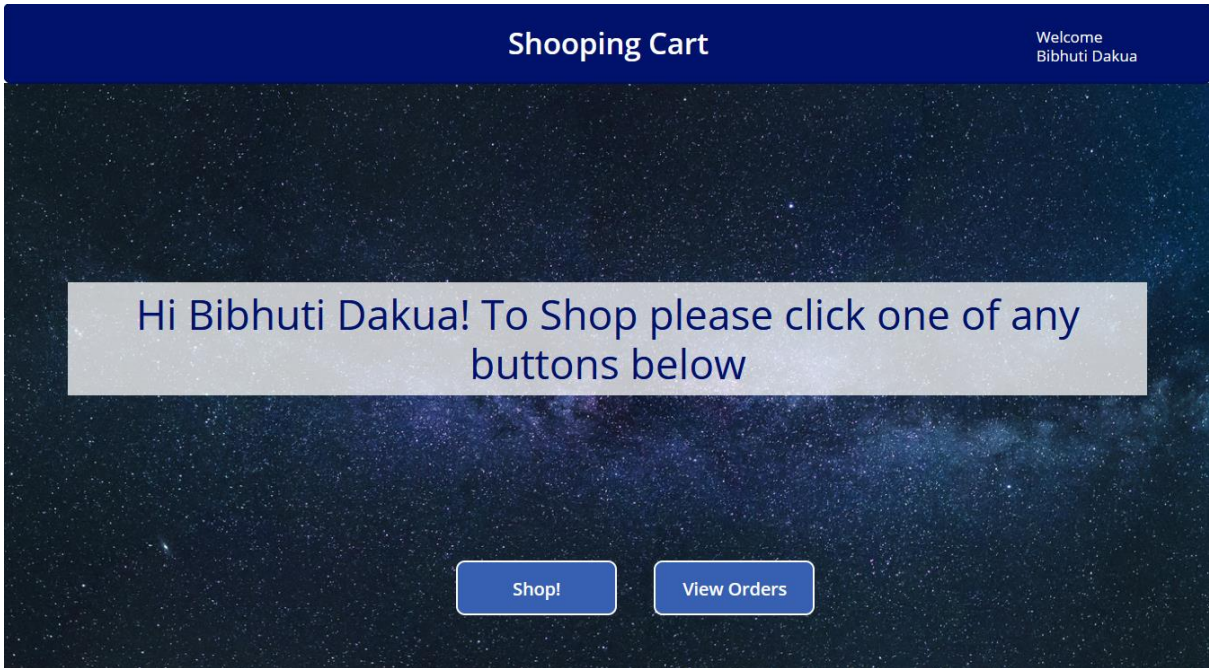 Shooping Cart
Welcome
Bibhuti Dakua
Hi Bibhuti Dakua! To Shop please click one of any
buttons below
Shop!
View Orders